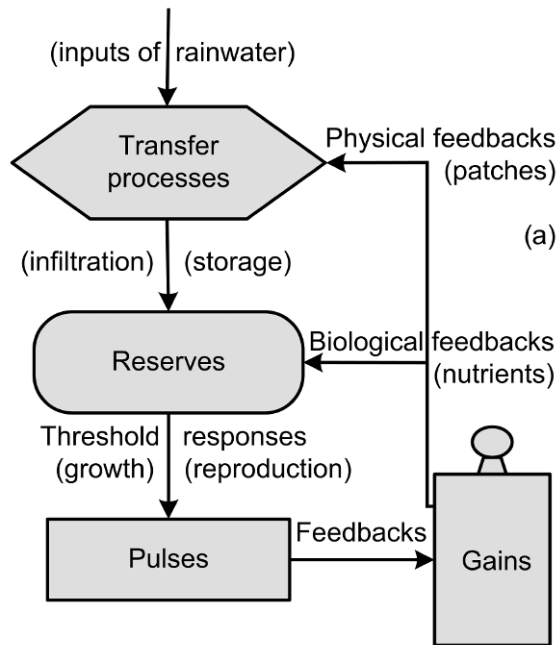 (inputs of rainwater)
Transfer
processes
Physical feedbacks
(patches)
(a)
(infiltration) (storage)
Reserves
Biological feedbacks
(nutrients)
Threshold responses
(growth) (reproduction)
Pulses
Feedbacks
Gains